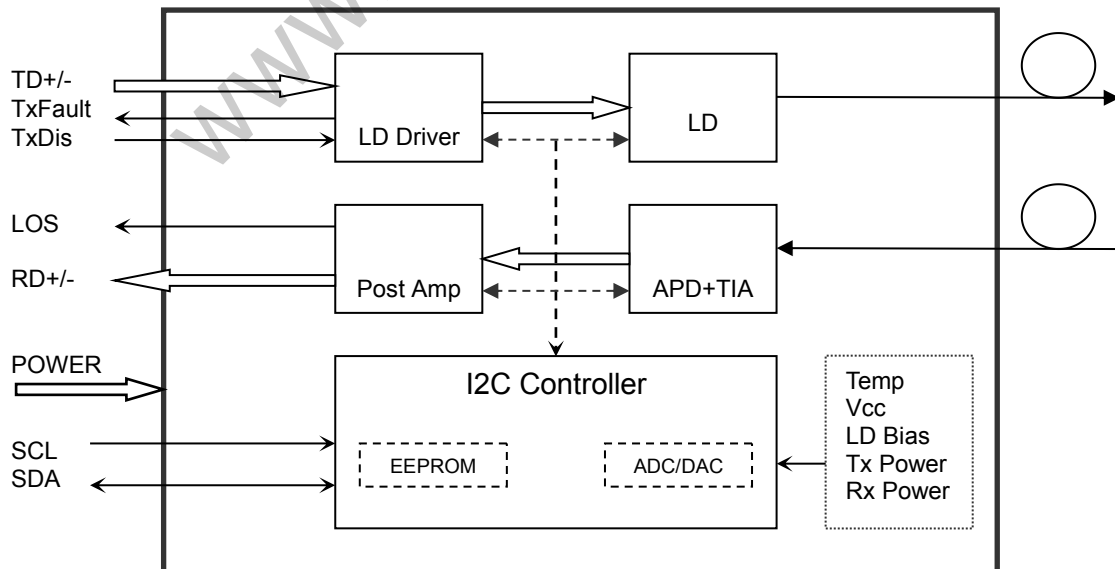 TD+/-
TxFault
TxDis
LD Driver
LD
LOS
RD+/-
Post Amp
APD+TIA
POWER
I2C Controller
SCL
SDA
EEPROM
ADC/DAC
Temp
Vcc
LD Bias
Tx Power
Rx Power
www